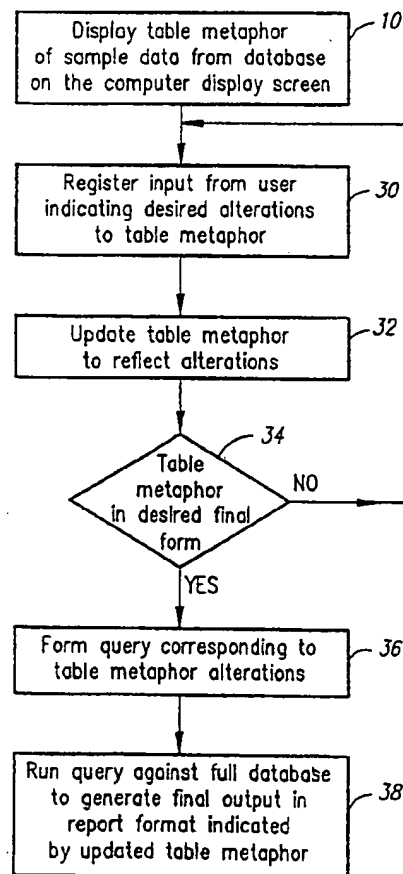 Display table metaphor
of sample data from database
on the computer display screen
10
Register input from user
indicating desired alterations
to table metaphor
30
Update table metaphor
to reflect alterations
32
34
Table
metaphor
in desired final
form
NO
YES
Form query corresponding to
table metaphor alterations
36
Run query against full database
to generate final output in
report format indicated
by updated table metaphor
38